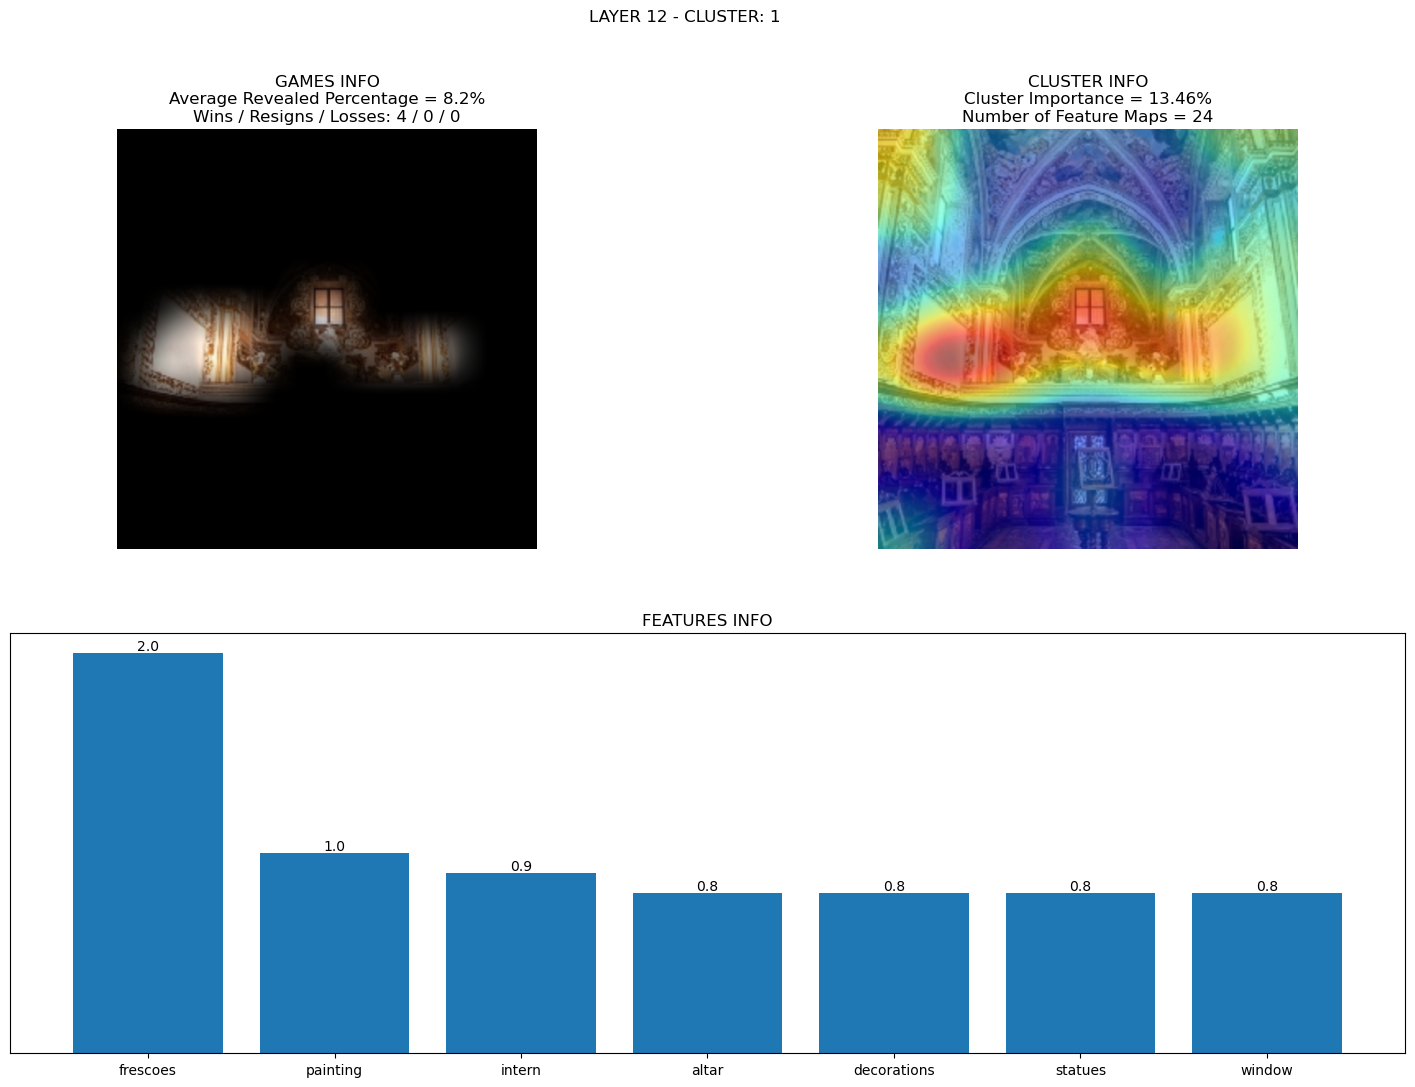 LAYER 12 - CLUSTER: 1
GAMES INFO
Average Revealed Percentage = 8.2%
Wins / Resigns / Losses: 4 / 0 / 0
CLUSTER INFO
Cluster Importance = 13.46%
Number of Feature Maps = 24
FEATURES INFO
2.0
1.0
0.9
0.8
0.8
0.8
0.8
frescoes
painting
intern
altar
decorations
statues
window